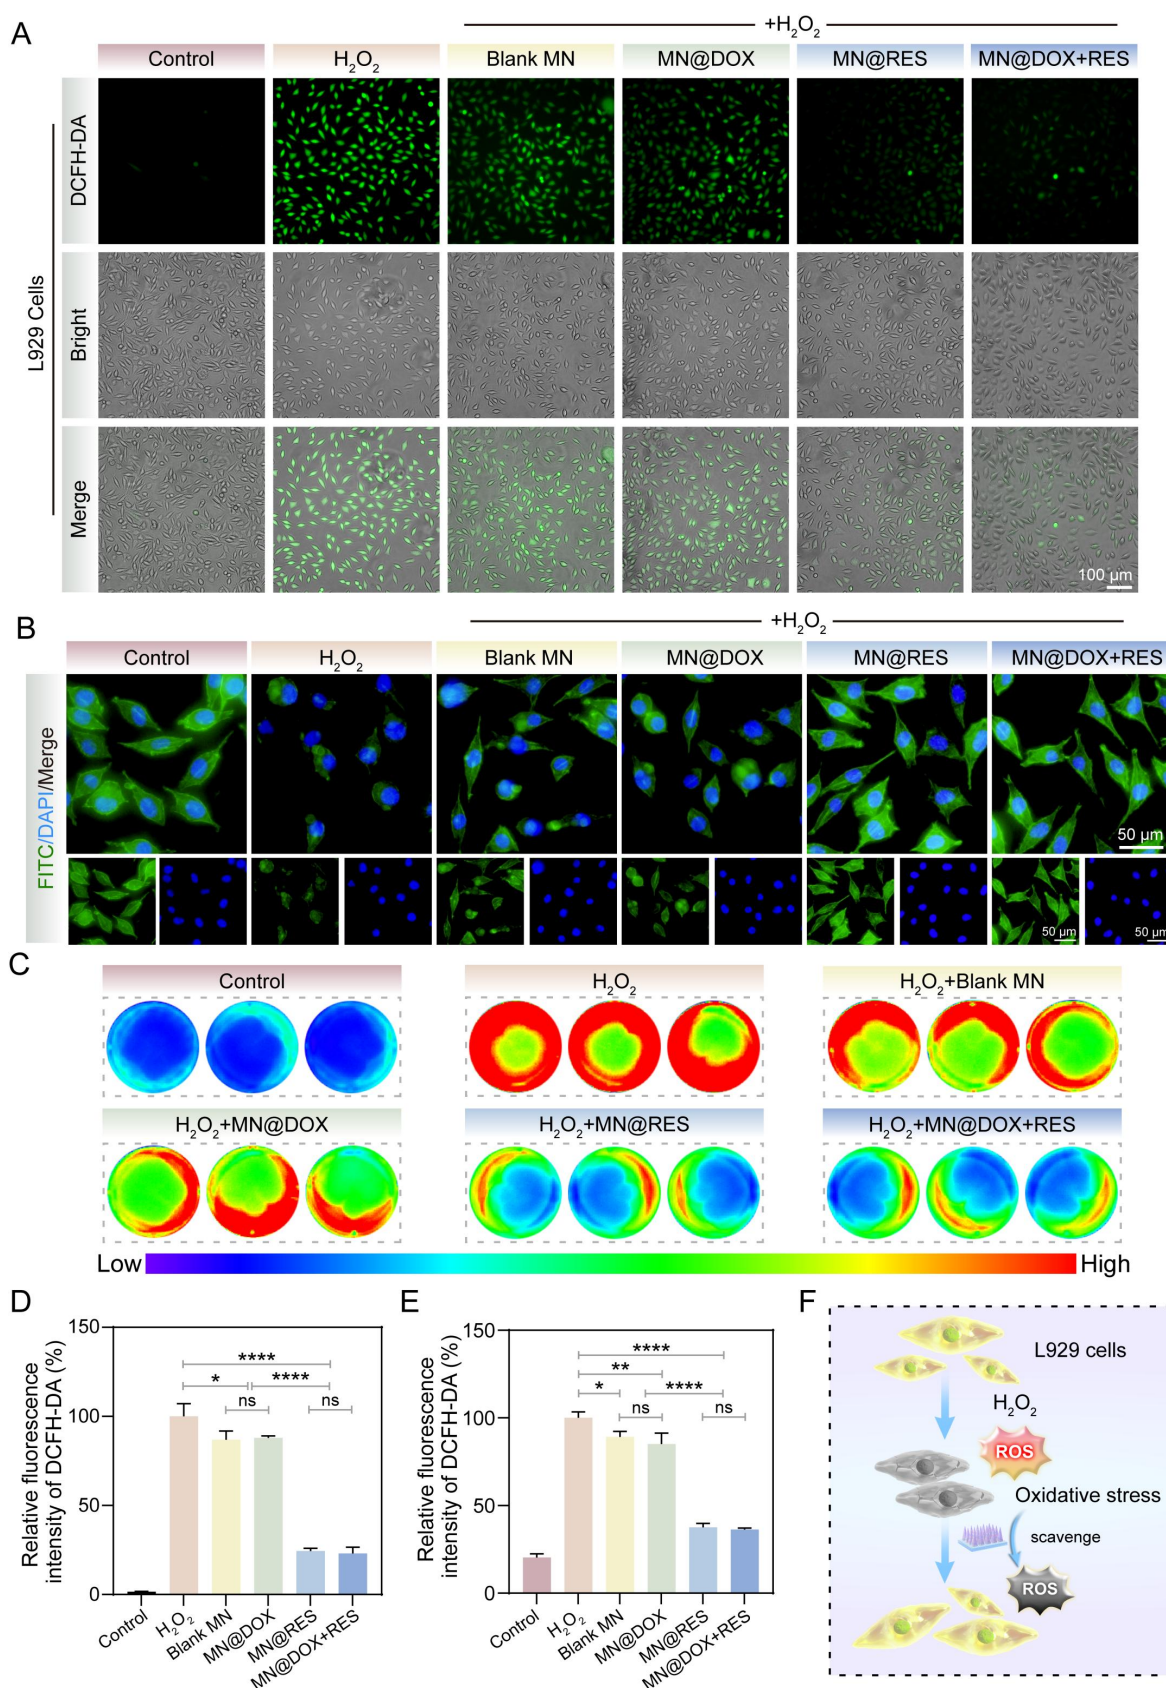 A
+H₂O₂
Control
H₂O₂
Blank MN
MN@DOX
MN@RES
MN@DOX+RES
L929 Cells
DCFH-DA
Bright
Merge
100 μm
B
+H₂O₂
Control
H₂O₂
Blank MN
MN@DOX
MN@RES
MN@DOX+RES
FITC/DAPI/Merge
50 μm
50 μm
50 μm
C
Control
H₂O₂
H₂O₂+Blank MN
H₂O₂+MN@DOX
H₂O₂+MN@RES
H₂O₂+MN@DOX+RES
Low
High
D
Relative fluorescence
intensity of DCFH-DA (%)
150
100
50
0
****
*
****
ns
ns
Control
H₂O₂
Blank MN
MN@DOX
MN@RES
MN@DOX+RES
E
Relative fluorescence
intensity of DCFH-DA (%)
150
100
50
0
****
**
*
****
ns
ns
Control
H₂O₂
Blank MN
MN@DOX
MN@RES
MN@DOX+RES
F
L929 cells
H₂O₂
ROS
Oxidative stress
scavenge
ROS